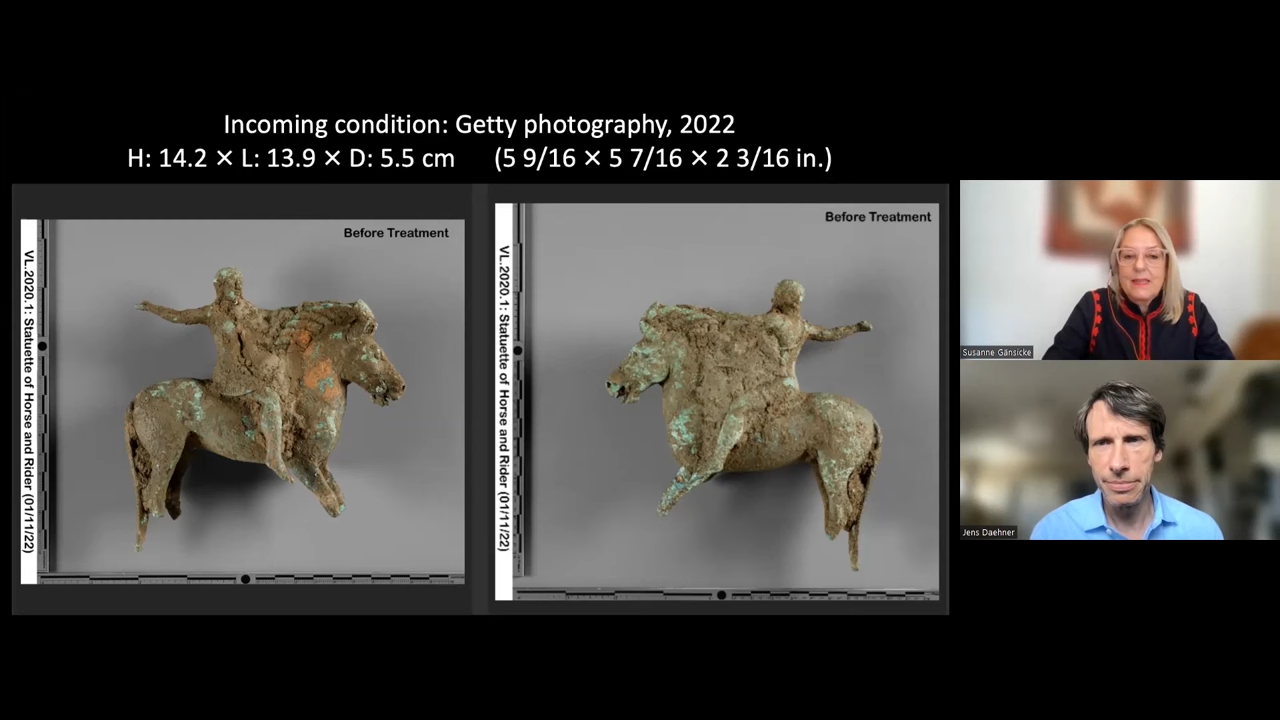 Incoming condition: Getty photography, 2022
H: 14.2 × L: 13.9 × D: 5.5 cm (5 9/16 × 5 7/16 × 2 3/16 in.)
Before Treatment
VL.2020.1: Statuette of Horse and Rider (01/11/22)
Before Treatment
VL.2020.1: Statuette of Horse and Rider (01/11/22)
Susanne Gänsicke
Jens Daehner